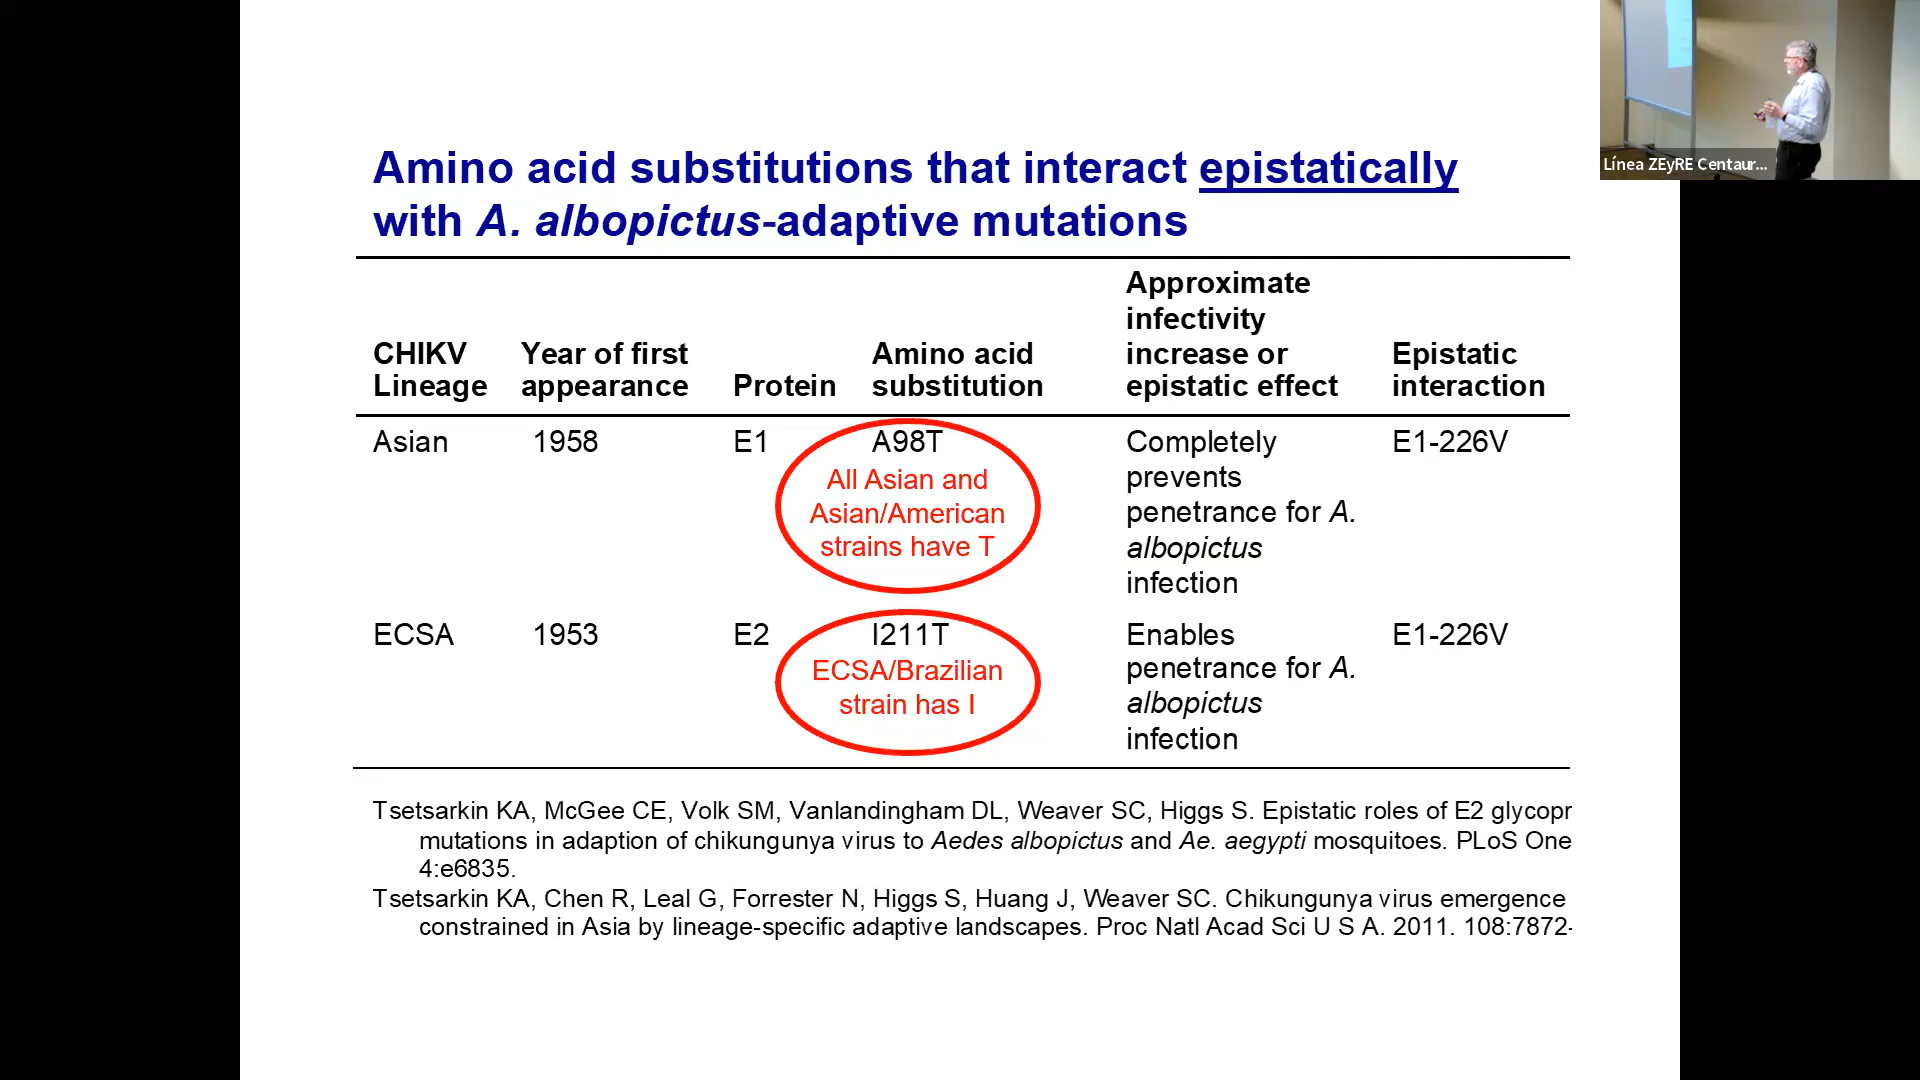 Amino acid substitutions that interact epistatically
with A. albopictus-adaptive mutations
CHIKV Lineage
Year of first appearance
Protein
Amino acid substitution
Approximate infectivity increase or epistatic effect
Epistatic interaction
Asian
1958
E1
A98T
All Asian and
Asian/American
strains have T
Completely
prevents
penetrance for A.
albopictus
infection
E1-226V
ECSA
1953
E2
I211T
ECSA/Brazilian
strain has I
Enables
penetrance for A.
albopictus
infection
E1-226V
Tsetsarkin KA, McGee CE, Volk SM, Vanlandingham DL, Weaver SC, Higgs S. Epistatic roles of E2 glycopr
mutations in adaption of chikungunya virus to Aedes albopictus and Ae. aegypti mosquitoes. PLoS One
4:e6835.
Tsetsarkin KA, Chen R, Leal G, Forrester N, Higgs S, Huang J, Weaver SC. Chikungunya virus emergence
constrained in Asia by lineage-specific adaptive landscapes. Proc Natl Acad Sci U S A. 2011. 108:7872-
Línea ZEyRE Centaur...